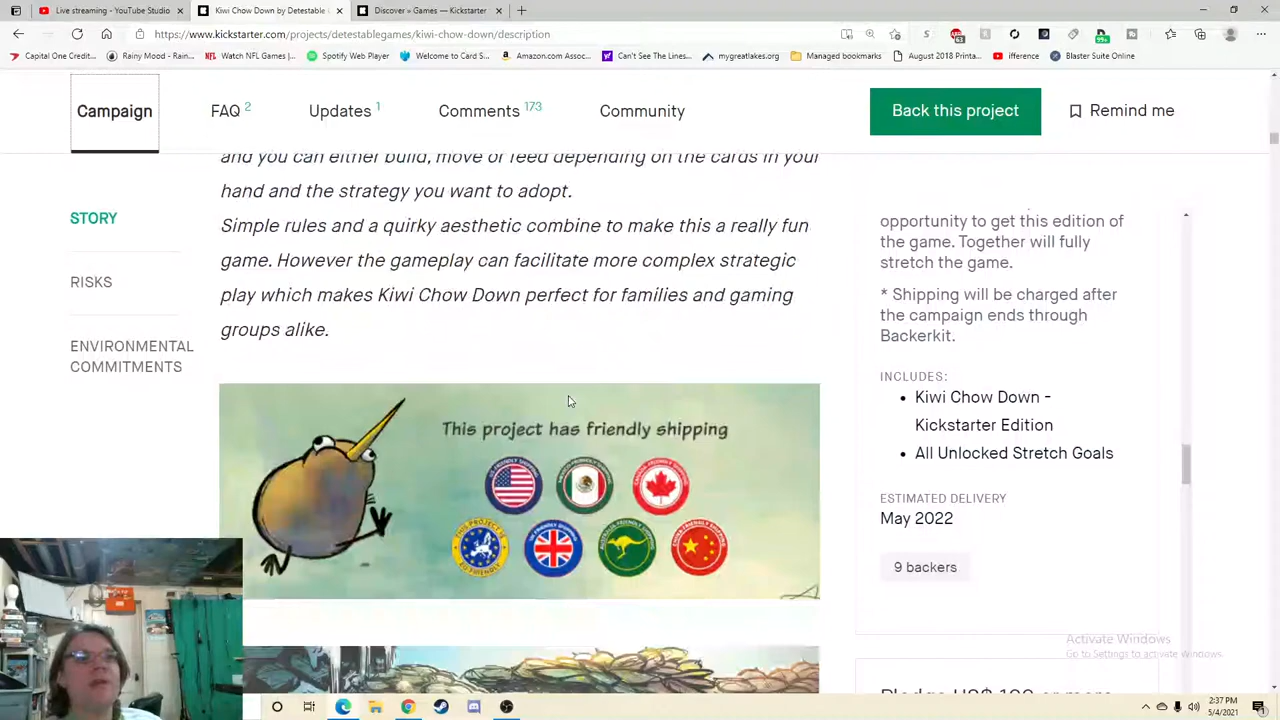 Live streaming - YouTube Studio
Kiwi Chow Down by Detestable
Discover » Games — Kickstarter
https://www.kickstarter.com/projects/detestablegames/kiwi-chow-down/description
Capital One Credit...
Rainy Mood - Rain...
Watch NFL Games |...
Spotify Web Player
Welcome to Card S...
Amazon.com Assoc...
Can't See The Lines...
mygreatlakes.org
Managed bookmarks
August 2018 Printa...
ifference
Blaster Suite Online
Campaign
FAQ 2
Updates 1
Comments 173
Community
Back this project
Remind me
STORY
RISKS
ENVIRONMENTAL
COMMITMENTS
and you can either build, move or feed depending on the cards in your
hand and the strategy you want to adopt.
Simple rules and a quirky aesthetic combine to make this a really fun
game. However the gameplay can facilitate more complex strategic
play which makes Kiwi Chow Down perfect for families and gaming
groups alike.
This project has friendly shipping
opportunity to get this edition of
the game. Together will fully
stretch the game.
* Shipping will be charged after
the campaign ends through
Backerkit.
INCLUDES:
Kiwi Chow Down -
Kickstarter Edition
All Unlocked Stretch Goals
ESTIMATED DELIVERY
May 2022
9 backers
Activate Windows
Go to Settings to activate Windows.
2:37 PM
5/4/2021